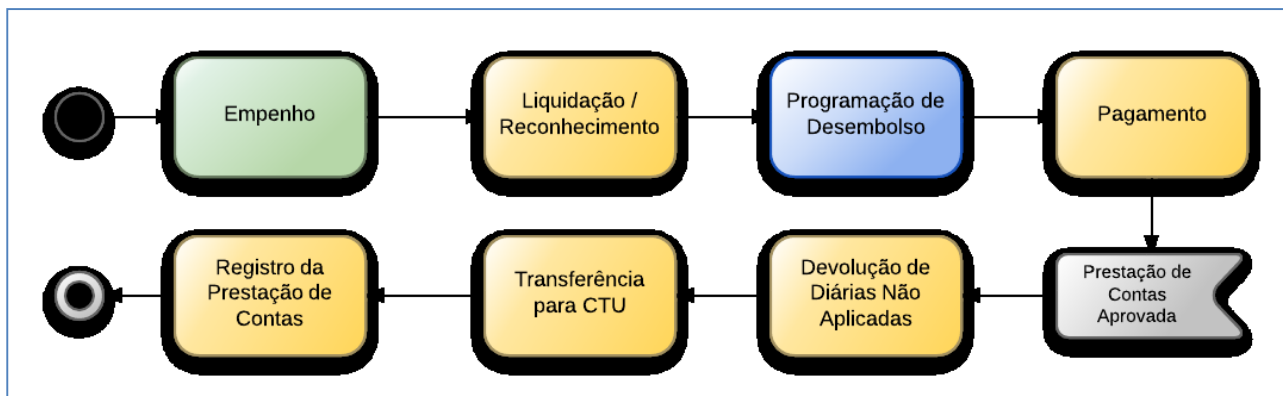 Empenho
Liquidação /
Reconhecimento
Programação de
Desembolso
Pagamento
Prestação de
Contas
Aprovada
Devolução de
Diárias Não
Aplicadas
Transferência
para CTU
Registro da
Prestação de
Contas